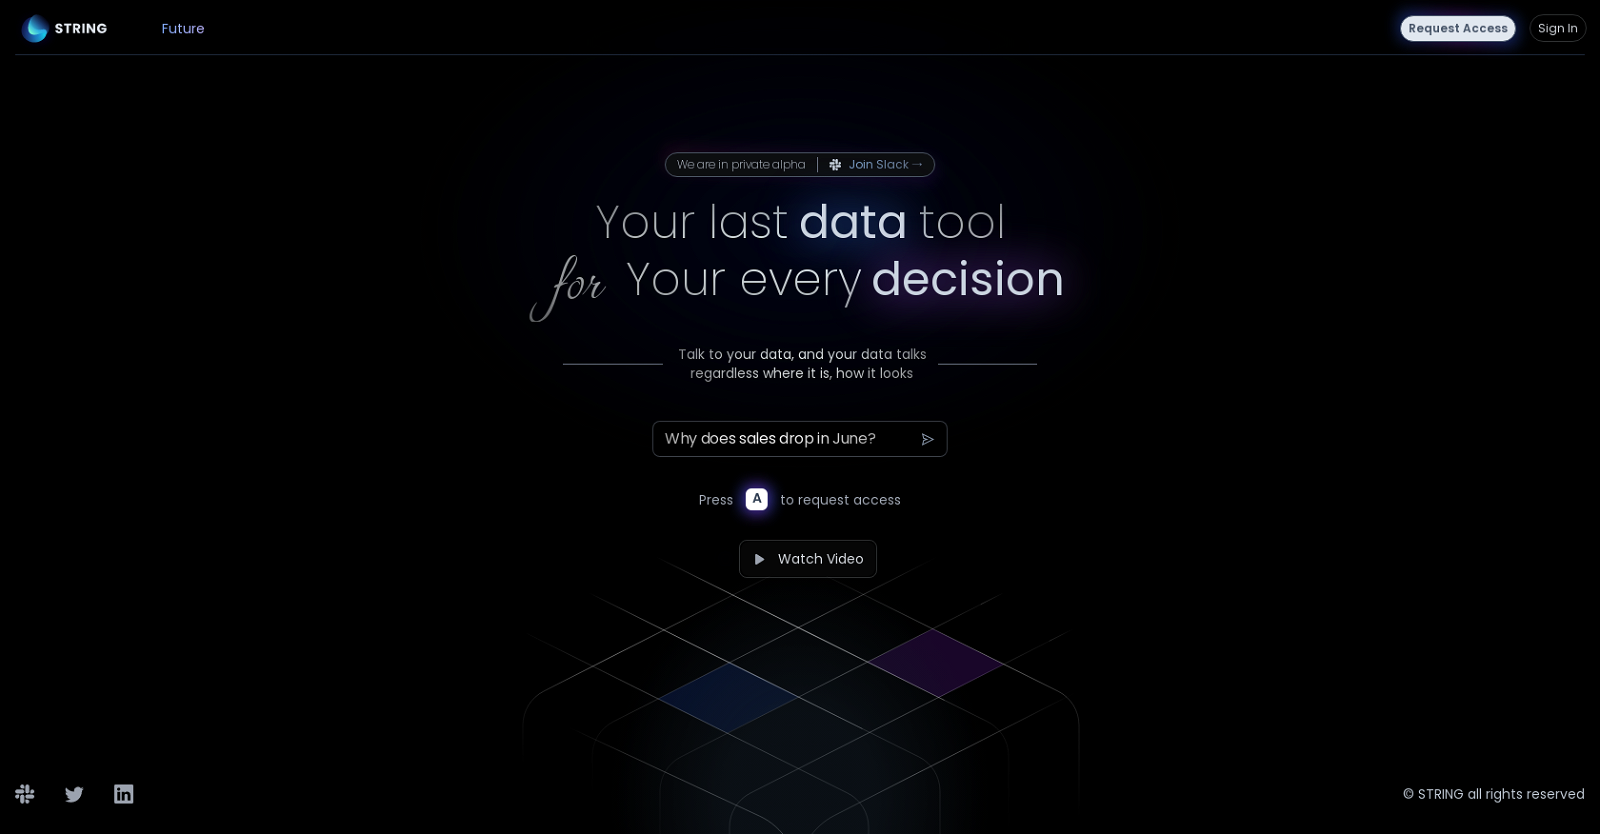 STRING
Future
Request Access
Sign In
We are in private alpha
Join Slack →
Your last data tool
for Your every decision
Talk to your data, and your data talks
regardless where it is, how it looks
Why does sales drop in June?
Press A to request access
Watch Video
© STRING all rights reserved